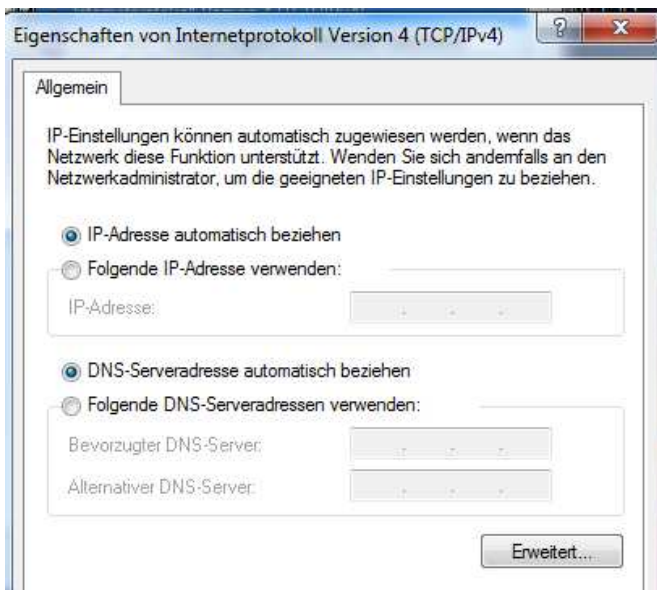 Eigenschaften von Internetprotokoll Version 4 (TCP/IPv4)
Allgemein
IP-Einstellungen können automatisch zugewiesen werden, wenn das
Netzwerk diese Funktion unterstützt. Wenden Sie sich andernfalls an den
Netzwerkadministrator, um die geeigneten IP-Einstellungen zu beziehen.
IP-Adresse automatisch beziehen
Folgende IP-Adresse verwenden:
IP-Adresse:
DNS-Serveradresse automatisch beziehen
Folgende DNS-Serveradressen verwenden:
Bevorzugter DNS-Server:
Alternativer DNS-Server:
Erweitert...